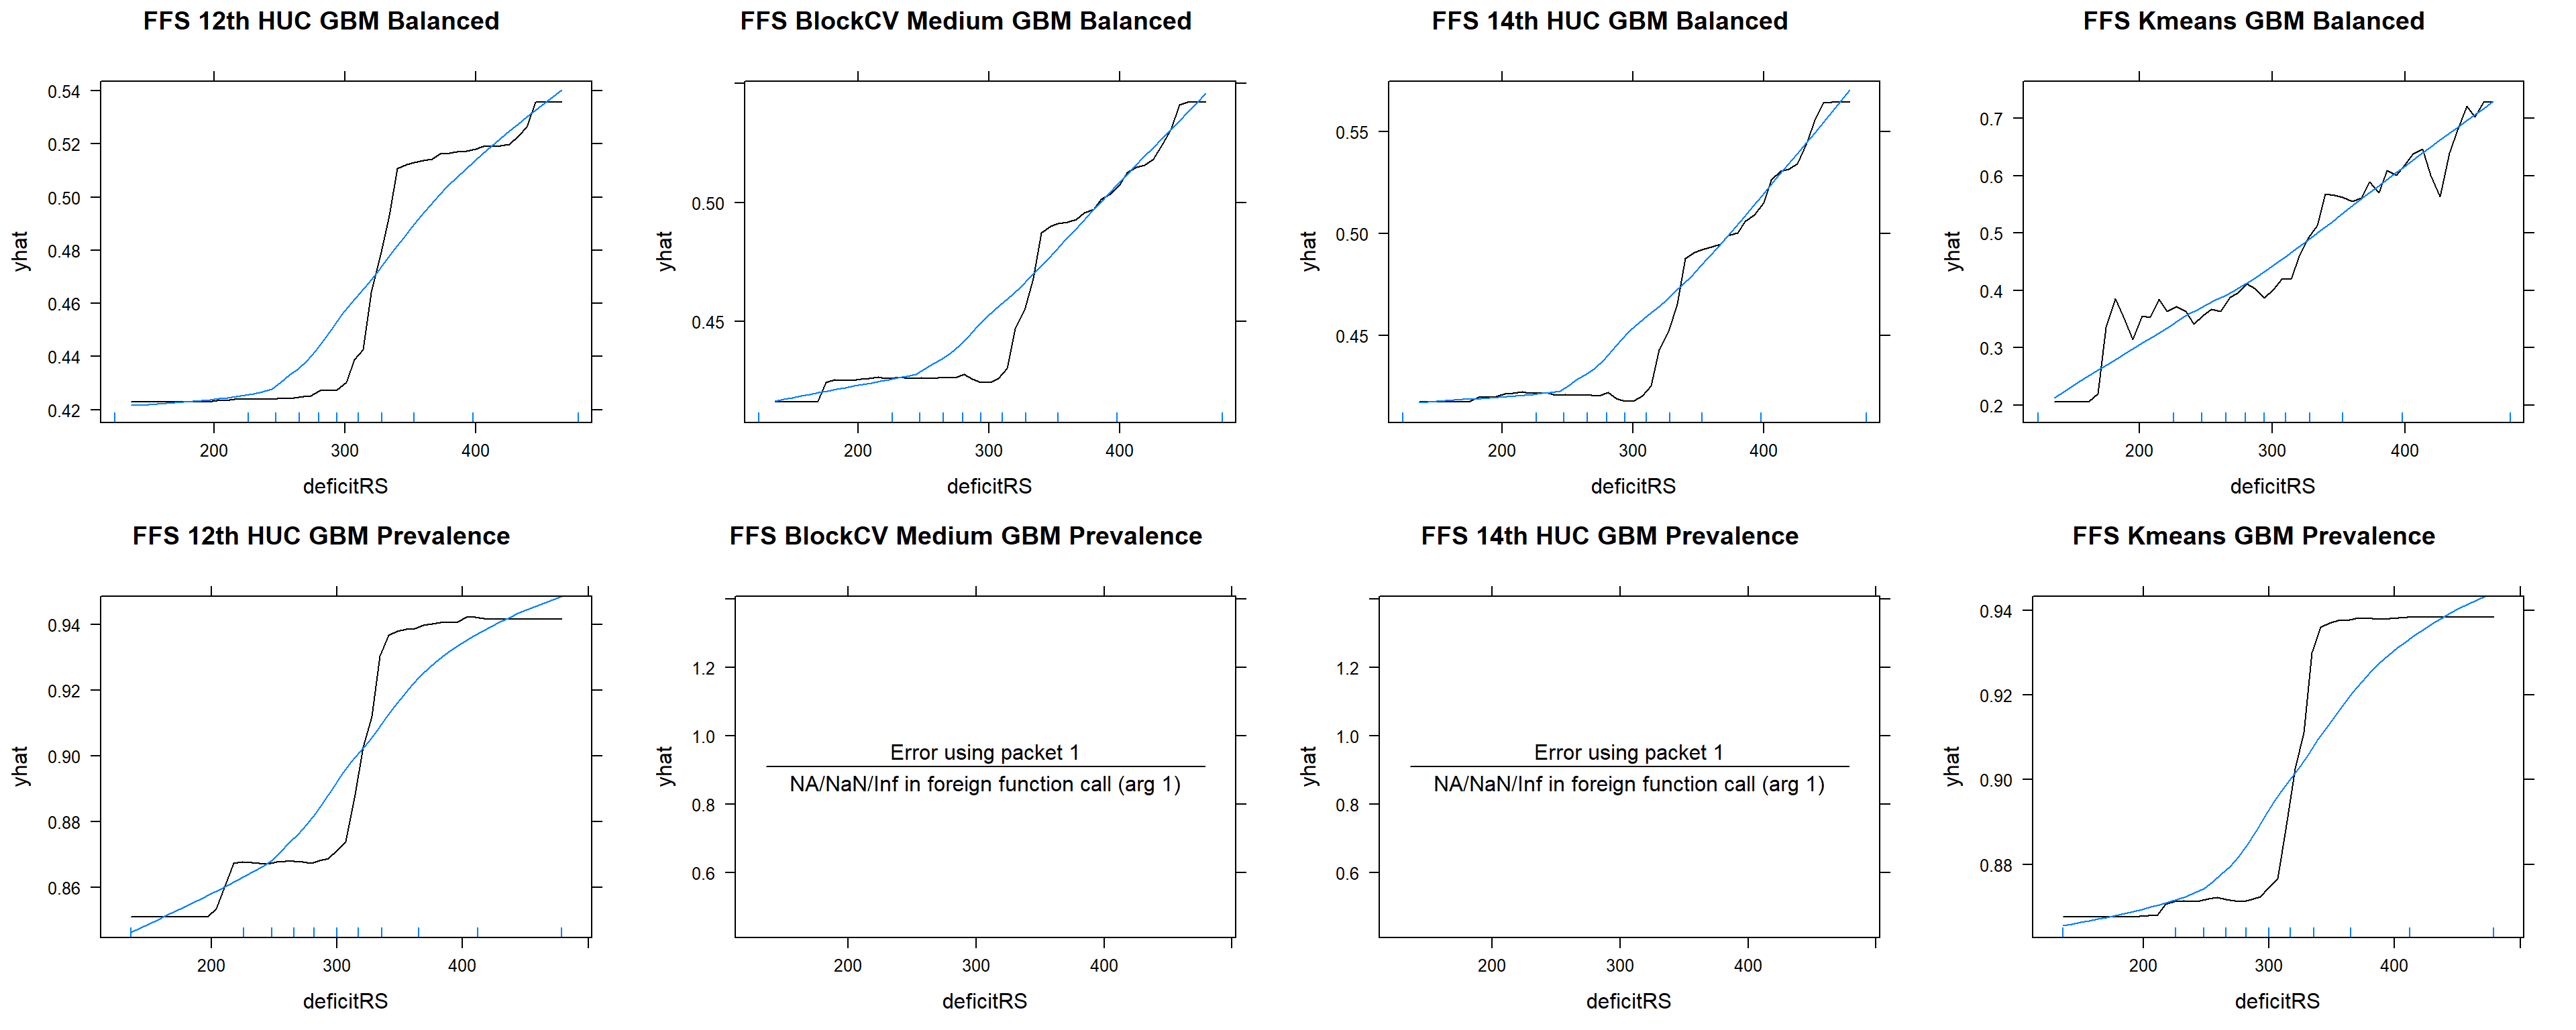 FFS 12th HUC GBM Balanced
0.54
0.52
0.50
0.48
0.46
0.44
0.42
yhat
200 300 400
deficitRS
FFS BlockCV Medium GBM Balanced
0.50
0.45
yhat
200 300 400
deficitRS
FFS 14th HUC GBM Balanced
0.55
0.50
0.45
yhat
200 300 400
deficitRS
FFS Kmeans GBM Balanced
0.7
0.6
0.5
0.4
0.3
0.2
yhat
200 300 400
deficitRS
FFS 12th HUC GBM Prevalence
0.94
0.92
0.90
0.88
0.86
yhat
200 300 400
deficitRS
FFS BlockCV Medium GBM Prevalence
1.2
1.0
0.8
0.6
yhat
Error using packet 1
NA/NaN/Inf in foreign function call (arg 1)
200 300 400
deficitRS
FFS 14th HUC GBM Prevalence
1.2
1.0
0.8
0.6
yhat
Error using packet 1
NA/NaN/Inf in foreign function call (arg 1)
200 300 400
deficitRS
FFS Kmeans GBM Prevalence
0.94
0.92
0.90
0.88
yhat
200 300 400
deficitRS